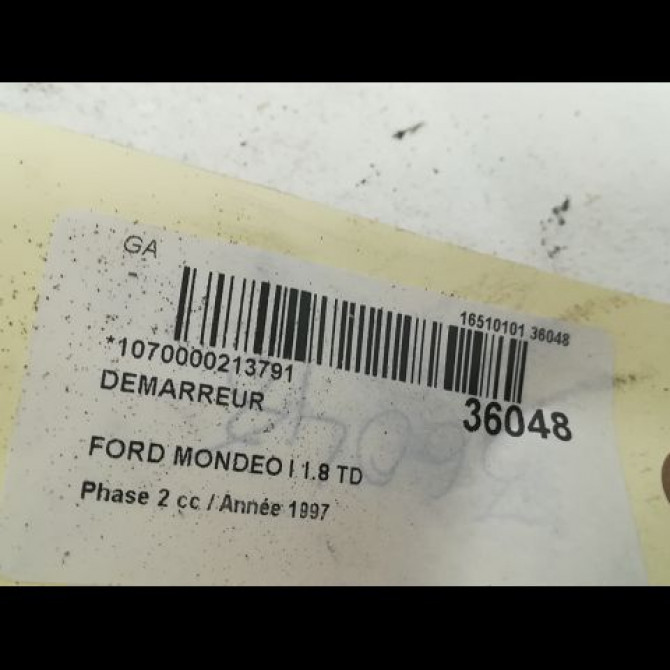 GA
16510101 36048
*1070000213791
DEMARREUR
36048
FORD MONDEO I 1.8 TD
Phase 2 cc / Année 1997